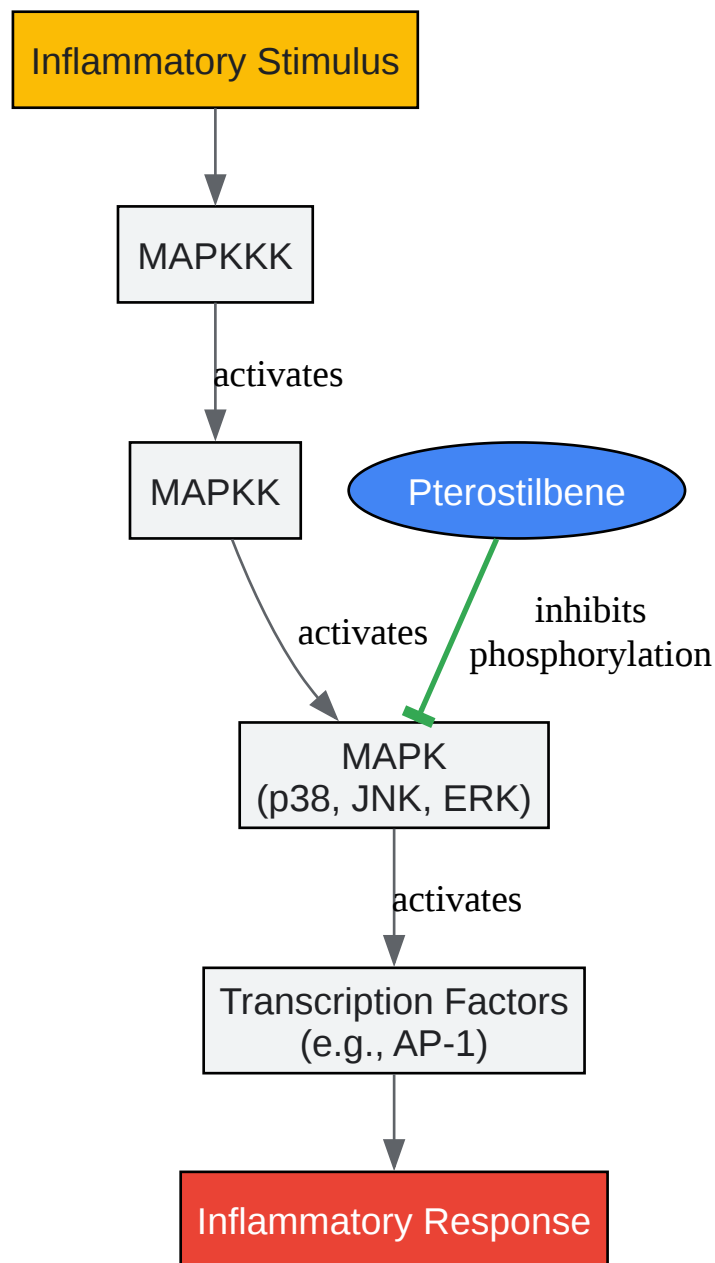 Inflammatory Stimulus
MAPKKK
activates
MAPKK
Pterostilbene
activates
inhibits
phosphorylation
MAPK
(p38, JNK, ERK)
activates
Transcription Factors
(e.g., AP-1)
Inflammatory Response